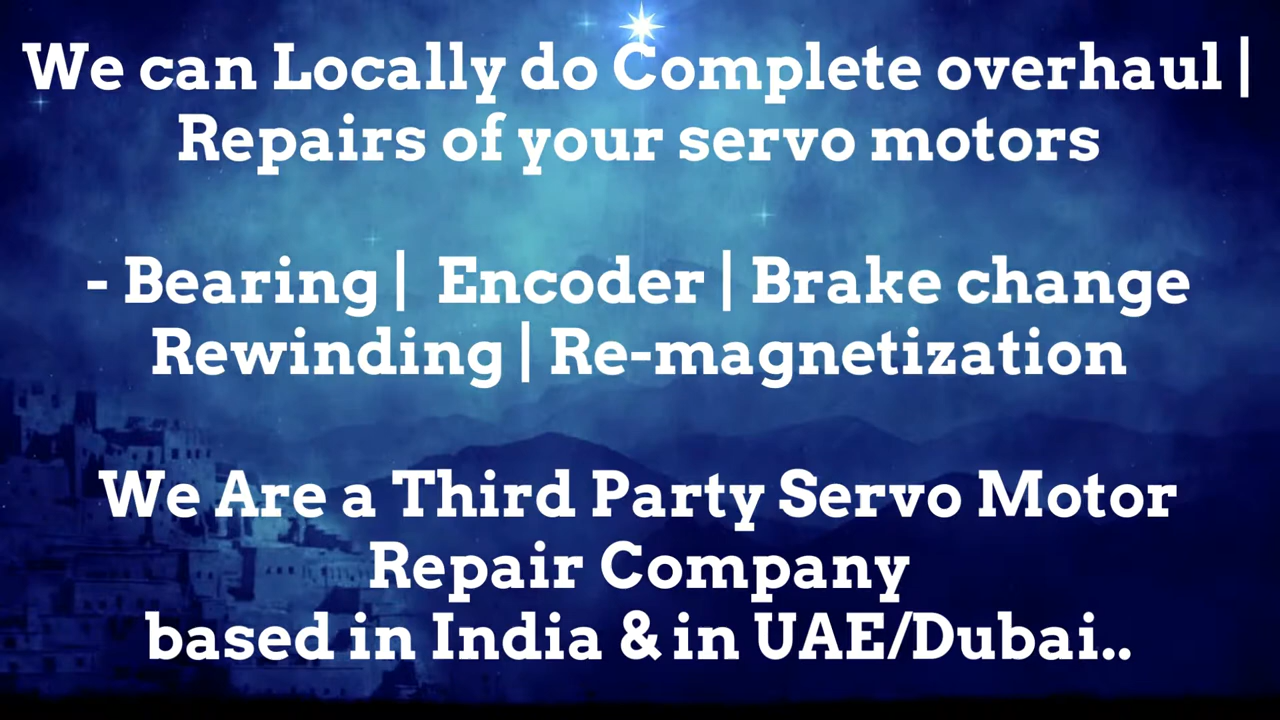 We can Locally do Complete overhaul |
Repairs of your servo motors
- Bearing | Encoder | Brake change
Rewinding | Re-magnetization
We Are a Third Party Servo Motor
Repair Company
based in India & in UAE/Dubai..